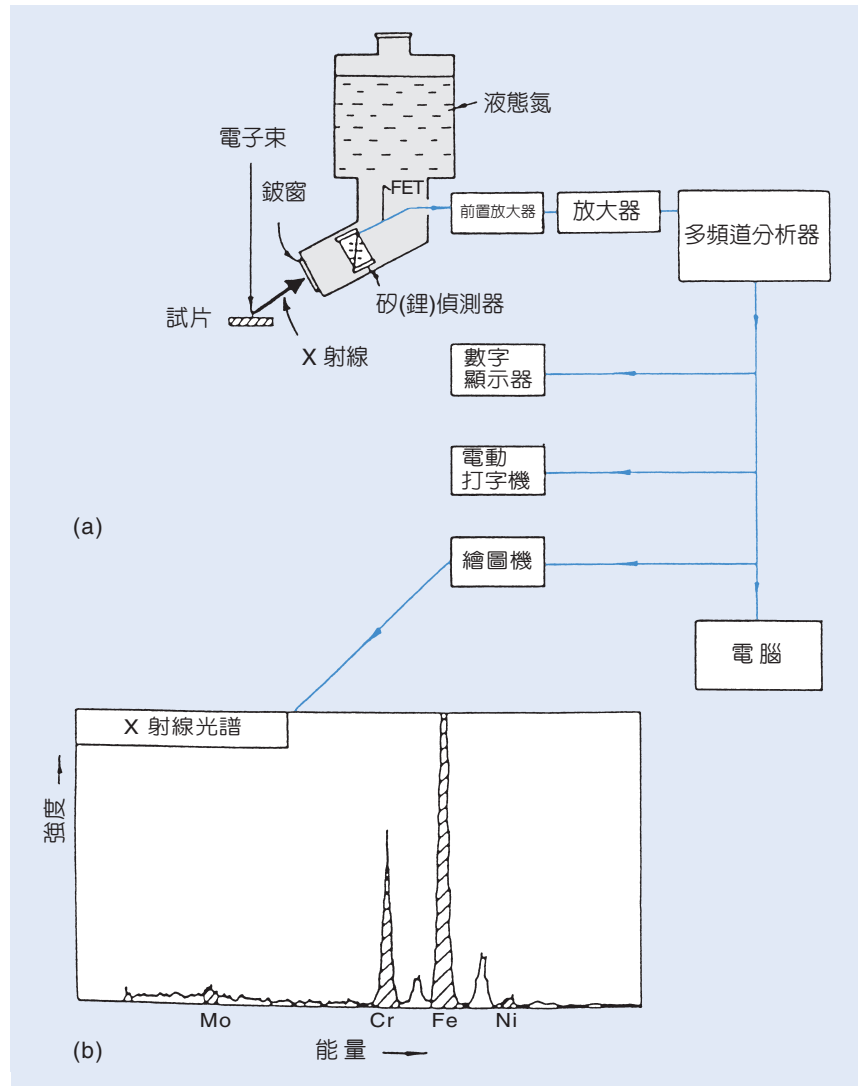 液態氮
電子束
鈹窗
FET
前置放大器
放大器
多頻道分析器
矽(鋰)偵測器
試片
X 射線
數字
顯示器
電動
打字機
(a)
繪圖機
電腦
X 射線光譜
強度
Mo
Cr
Fe
Ni
(b)
能量